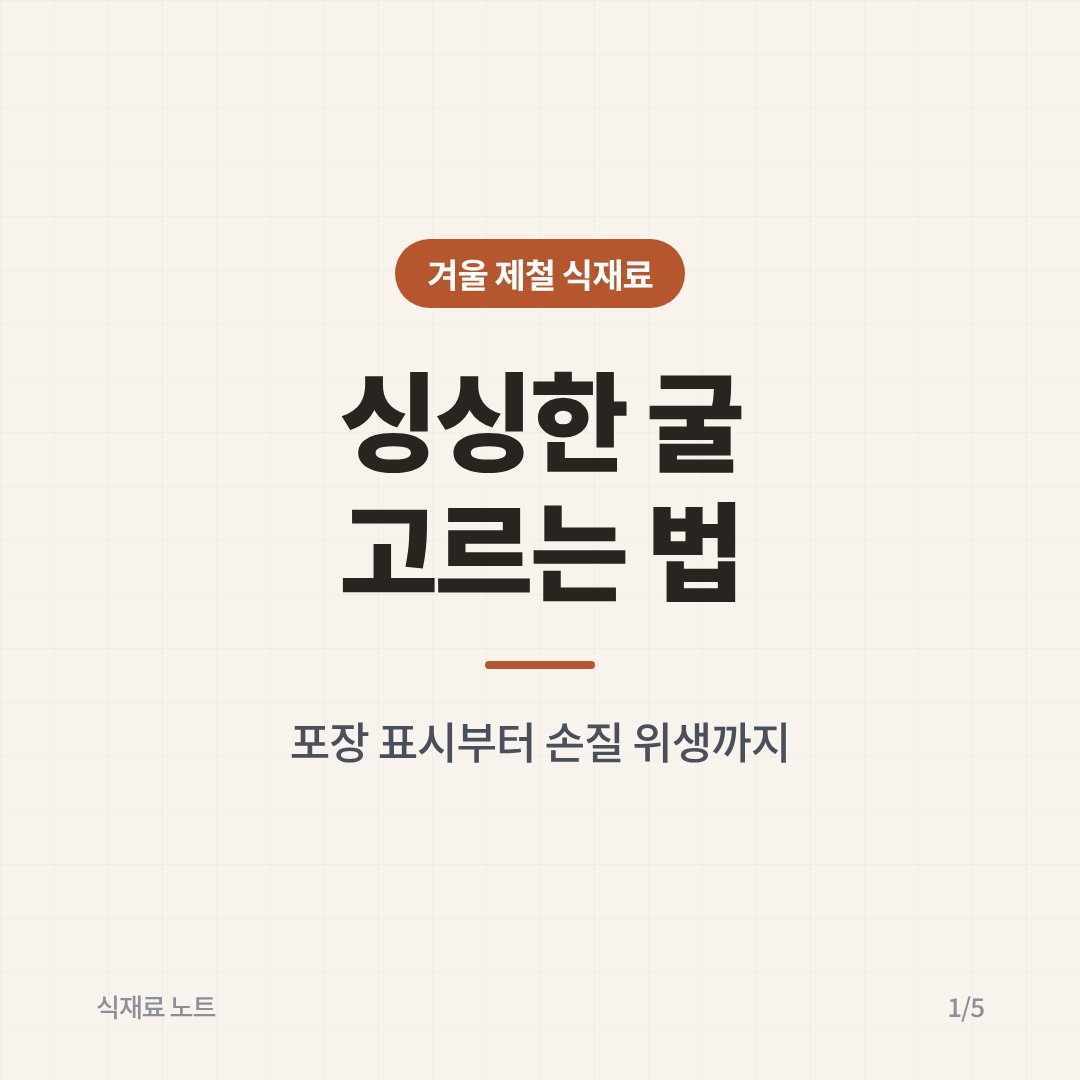 겨울 제철 식재료
싱싱한 굴
고르는 법
포장 표시부터 손질 위생까지
식재료 노트
1/5